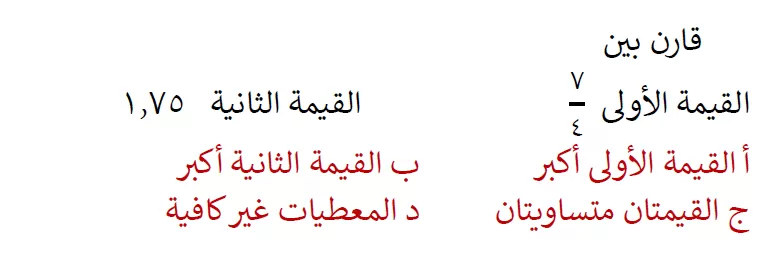 قارن بين
القيمة الأولى ٧/٤ القيمة الثانية ١,٧٥
أ القيمة الأولى أكبر ب القيمة الثانية أكبر
ج القيمتان متساويتان د المعطيات غير كافية